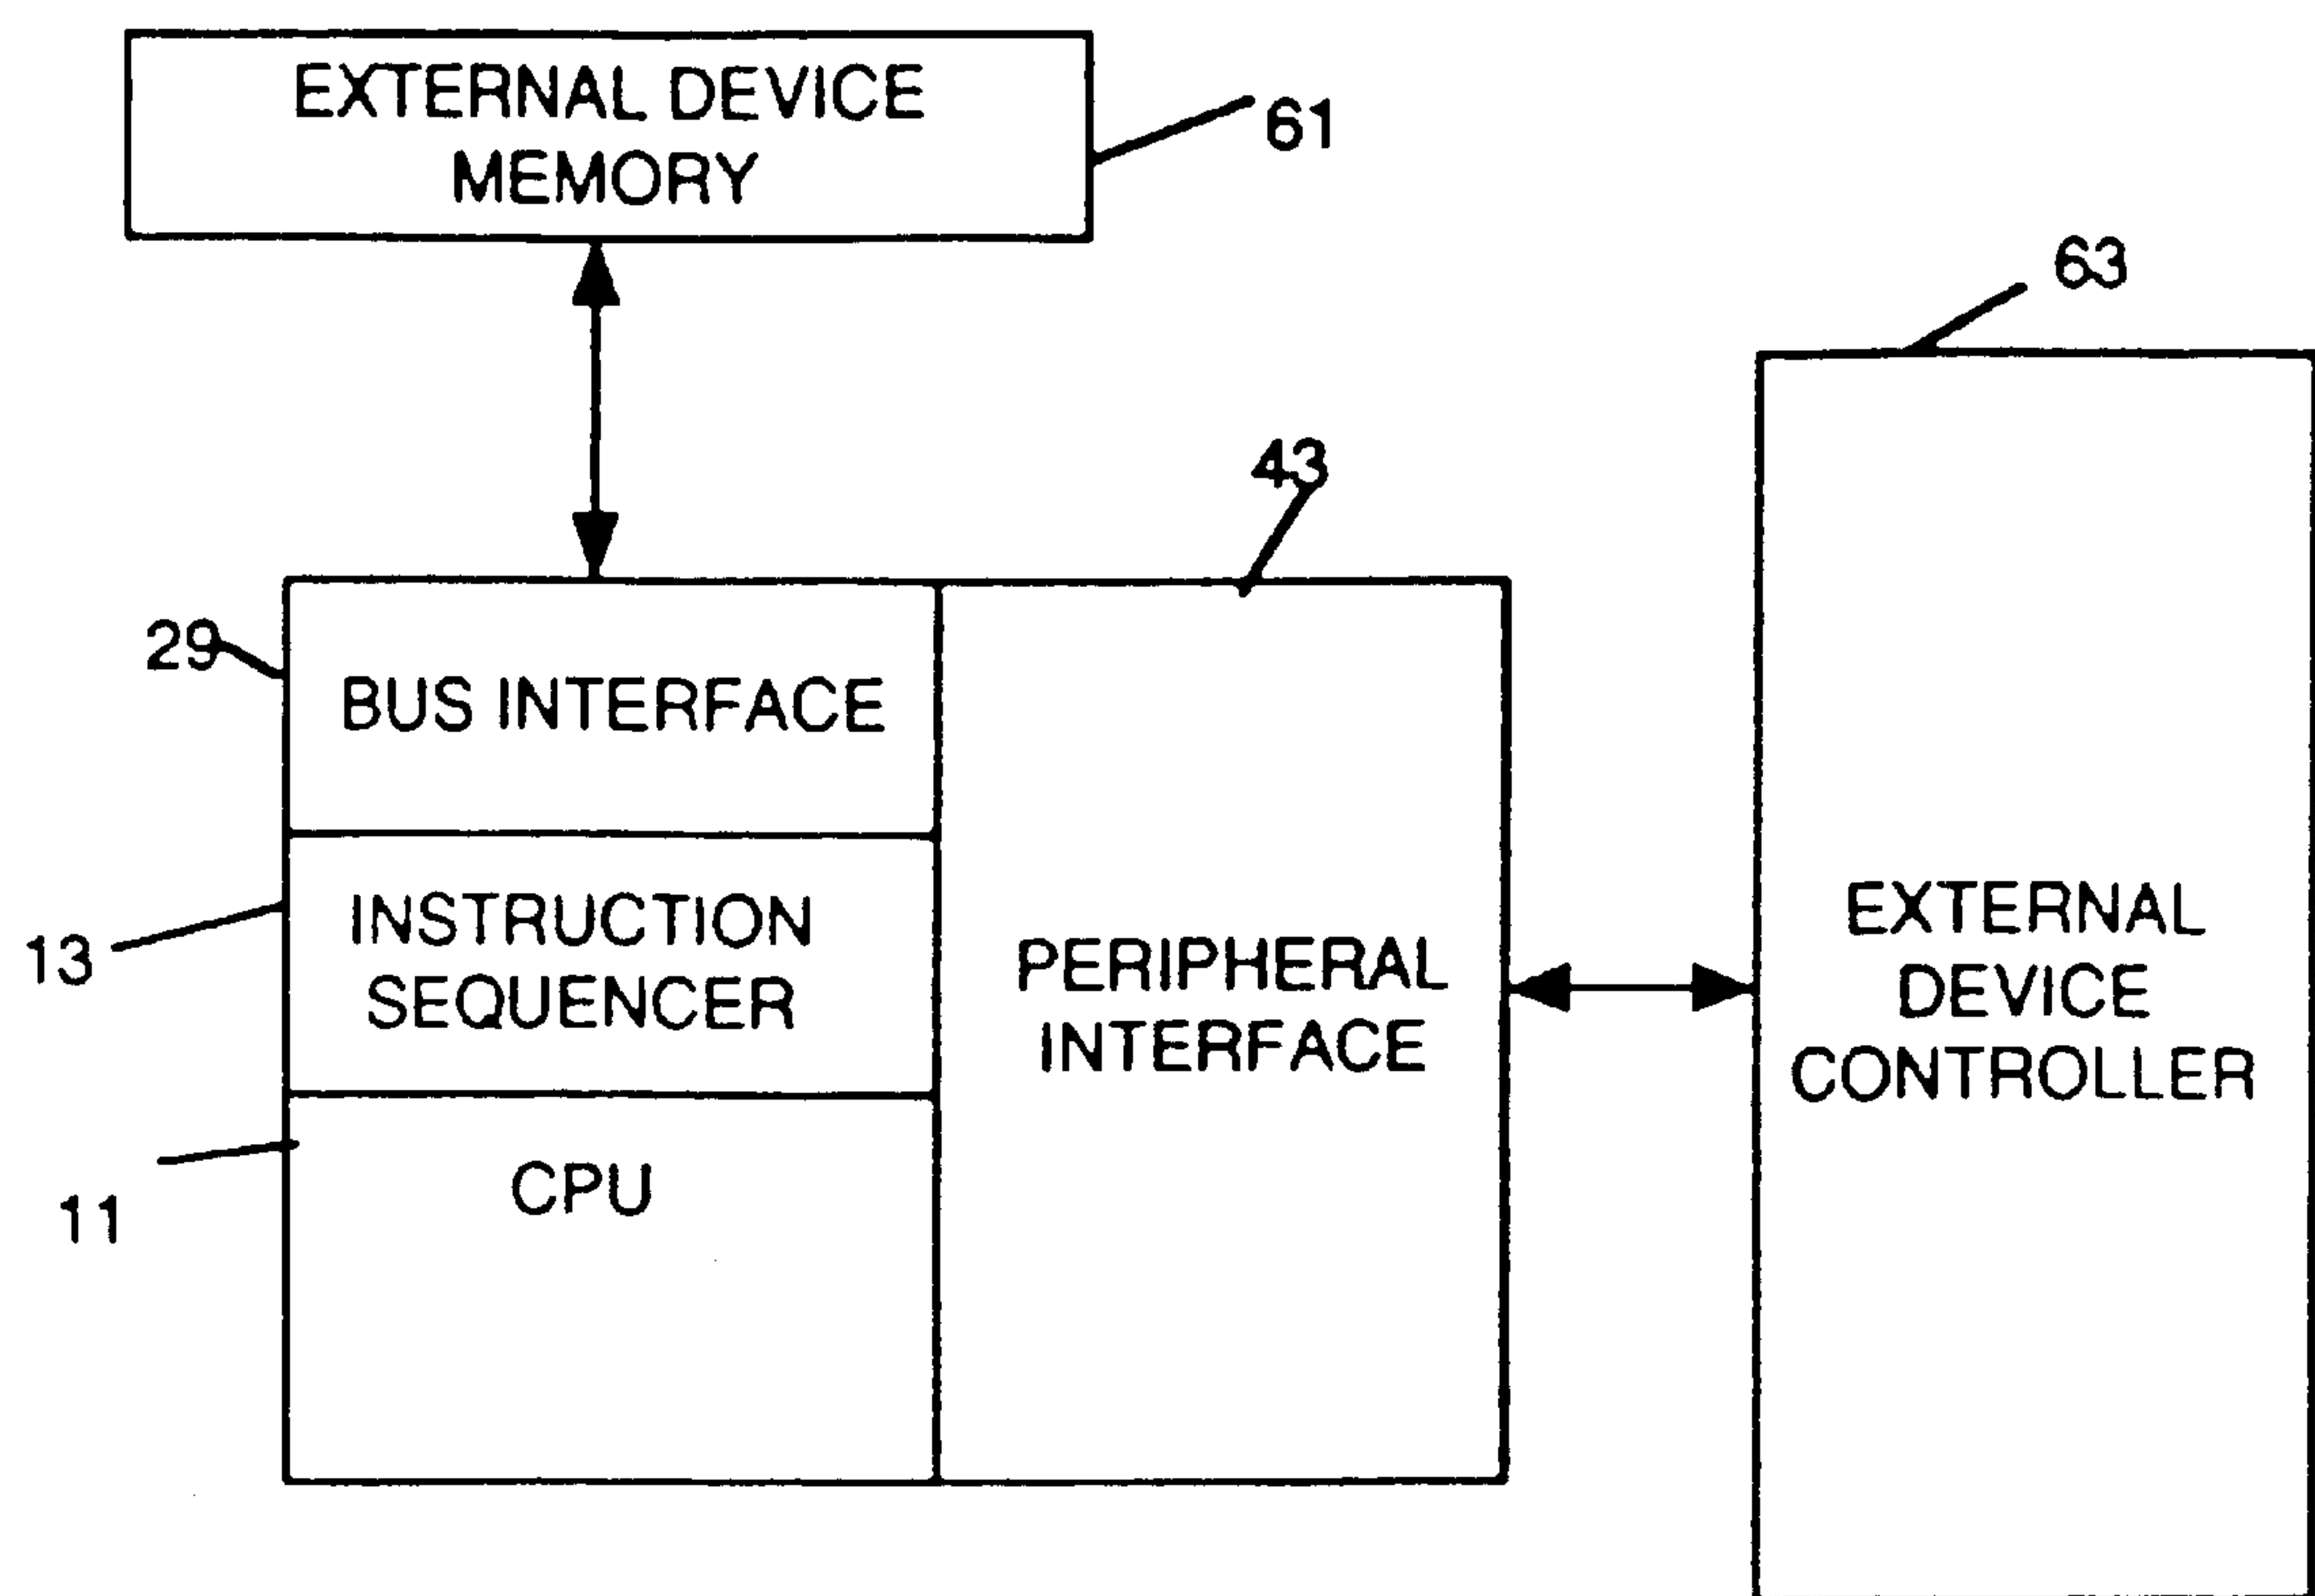 EXTERNAL DEVICE
MEMORY
61
63
43
29
BUS INTERFACE
13
INSTRUCTION
SEQUENCER
PERIPHERAL
INTERFACE
EXTERNAL
DEVICE
CONTROLLER
11
CPU